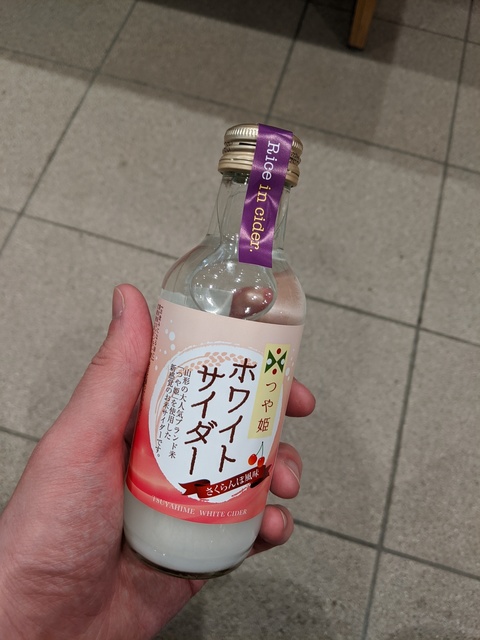 Rice in cider.
つや姫
ホワイト
サイダー
山形の大人気ブランド米
「つや姫」を使用した
新感覚のお米サイダーです。
さくらんぼ風味
TSUYAHIME WHITE CIDER